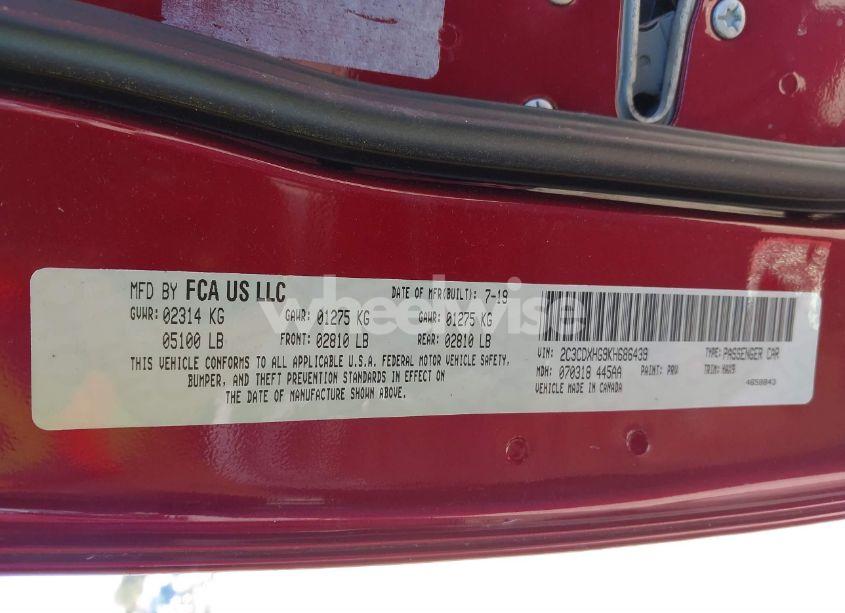 MFD BY FCA US LLC
DATE OF MFR(BUILT): 7-19
GVWR: 02314 KG
GAWR: 01275 KG
GAWR: 01275 KG
05100 LB
FRONT: 02810 LB
REAR: 02810 LB
THIS VEHICLE CONFORMS TO ALL APPLICABLE U.S.A. FEDERAL MOTOR VEHICLE SAFETY,
BUMPER, AND THEFT PREVENTION STANDARDS IN EFFECT ON
THE DATE OF MANUFACTURE SHOWN ABOVE.
VIN: 2C3CDXHG9KH686439
TYPE: PASSENGER CAR
MDH: 070318 445AA
PAINT: PRV
TRIM:
VEHICLE MADE IN CANADA
4658843
wheelwise